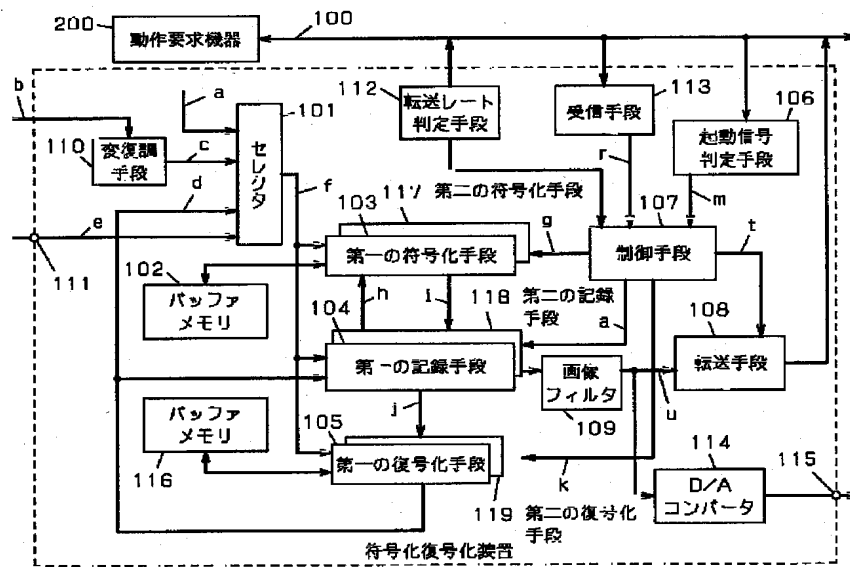 200
動作要求機器
100
b
a
112
転送レート
判定手段
113
受信手段
106
起動信号
判定手段
101
セレクタ
110
変復調
手段
c
d
f
r
m
e
111
117 第二の符号化手段
103
第一の符号化手段
g
107
制御手段
t
102
バッファ
メモリ
h
i
118
第二の記録
手段
a
104
第一の記録手段
108
転送手段
画像
フィルタ
109
u
j
バッファ
メモリ
116
105
第一の復号化手段
k
119 第二の復号化
手段
114
D/A
コンバータ
115
符号化復号化装置